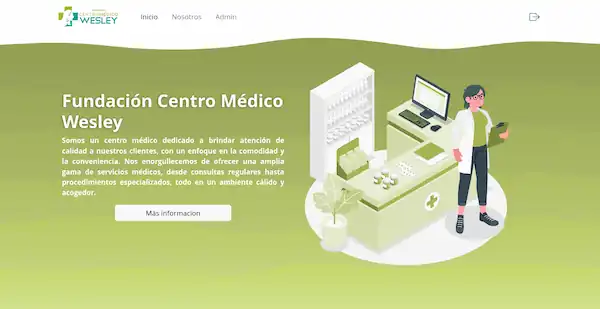 WESLEY
Inicio
Nosotros
Admin
Fundación Centro Médico
Wesley
Somos un centro médico dedicado a brindar atención de
calidad a nuestros clientes, con un enfoque en la comodidad y
la conveniencia. Nos enorgullecemos de ofrecer una amplia
gama de servicios médicos, desde consultas regulares hasta
procedimientos especializados, todo en un ambiente cálido y
acogedor.
Más informacion